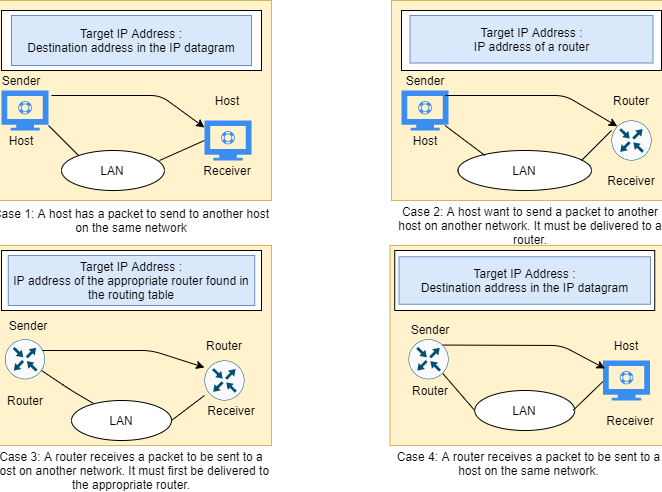 Target IP Address :
Destination address in the IP datagram
Sender
Host
Host
LAN
Receiver
Case 1: A host has a packet to send to another host
on the same network
Target IP Address :
IP address of a router
Sender
Router
Host
LAN
Receiver
Case 2: A host want to send a packet to another
host on another network. It must be delivered to a
router.
Target IP Address :
IP address of the appropriate router found in
the routing table
Sender
Router
Router
LAN
Receiver
Case 3: A router receives a packet to be sent to a
ost on another network. It must first be delivered to
the appropriate router.
Target IP Address :
Destination address in the IP datagram
Sender
Host
Router
LAN
Receiver
Case 4: A router receives a packet to be sent to a
host on the same network.